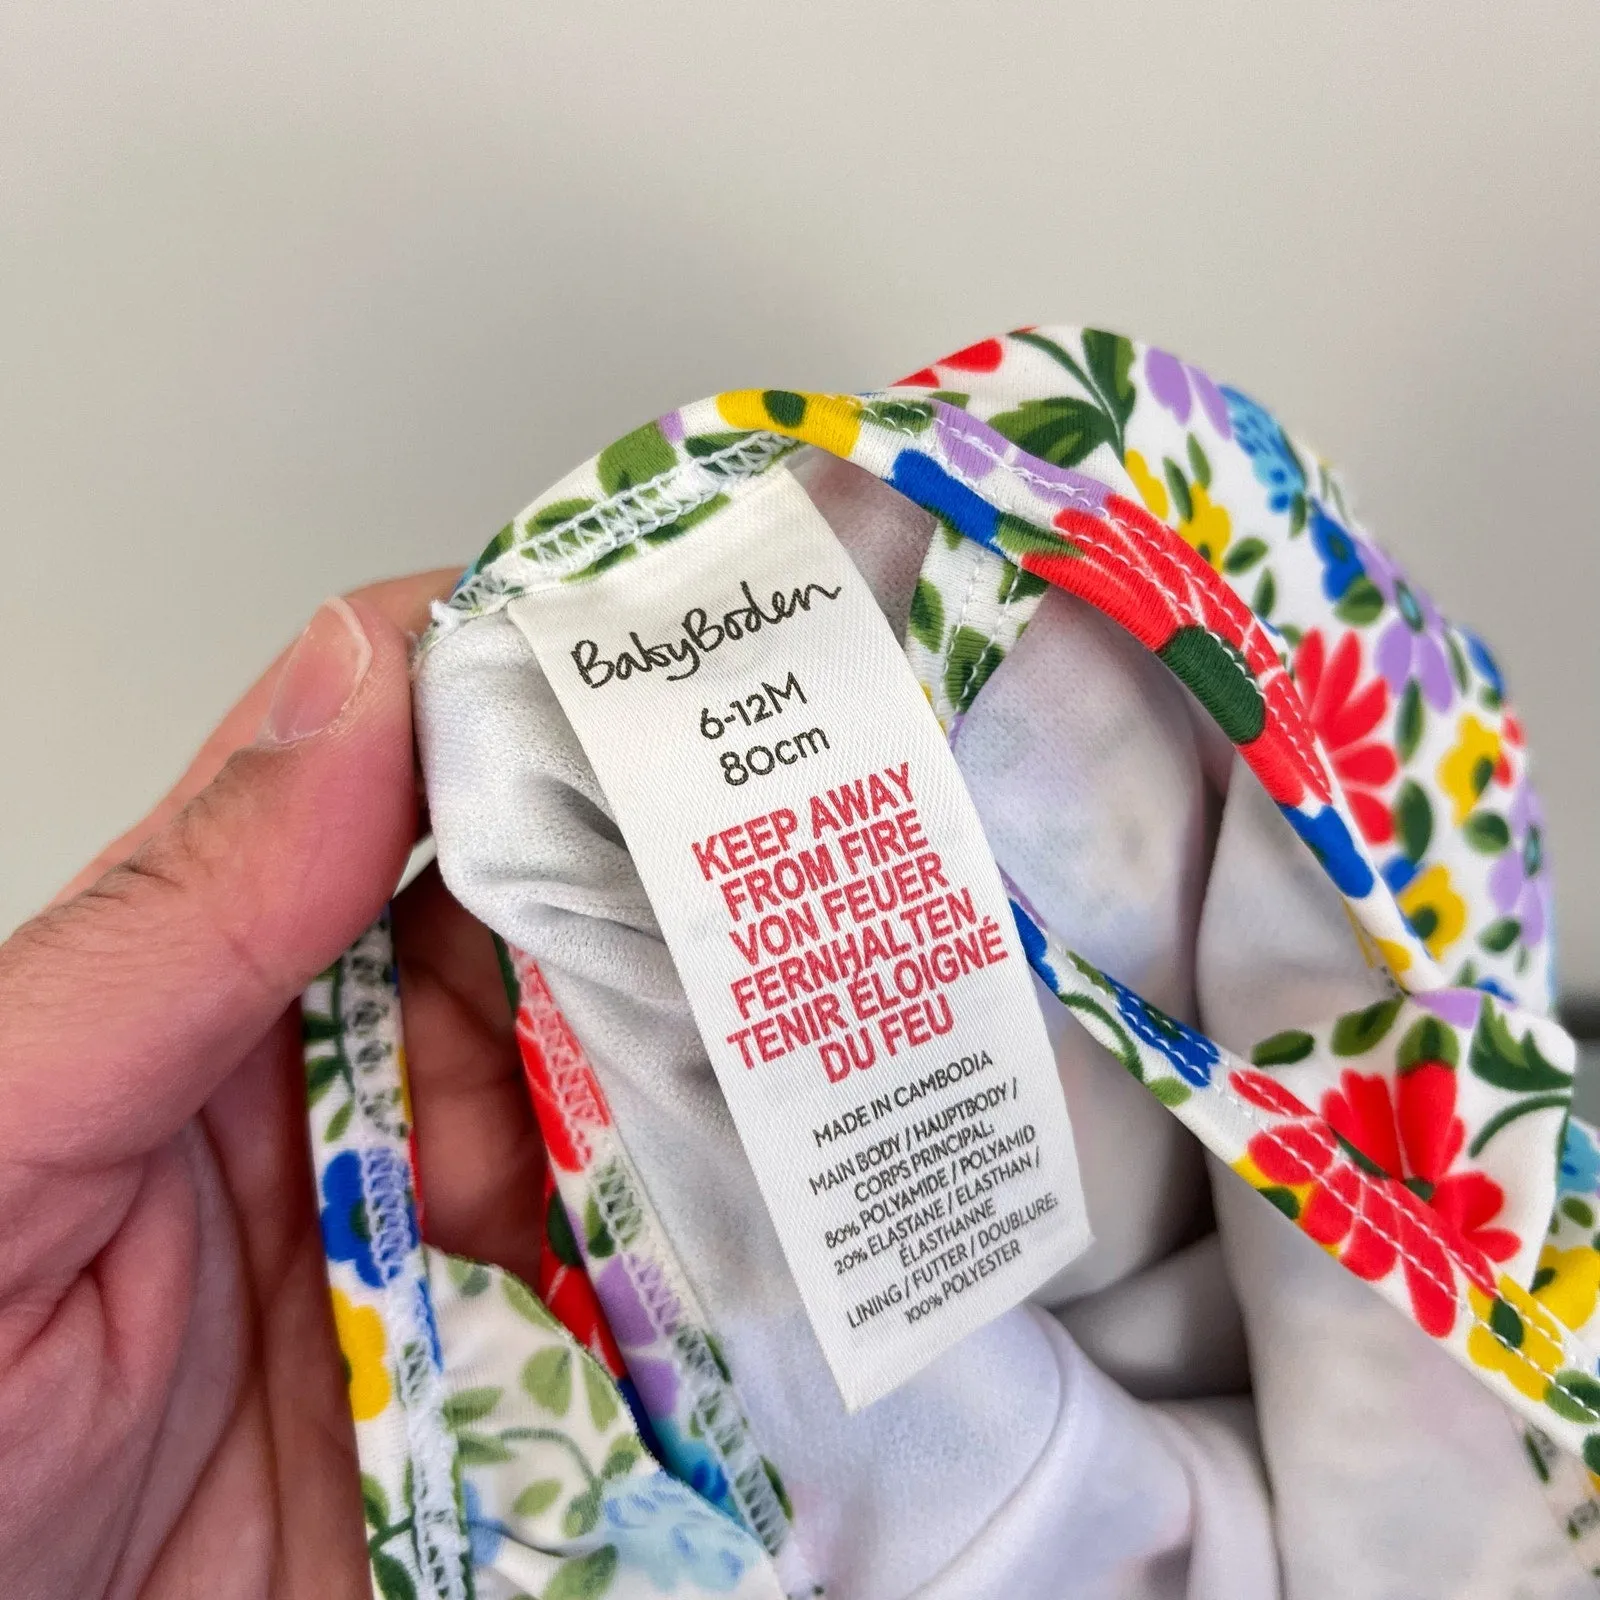 BabyBoden
6-12M
80cm
KEEP AWAY
FROM FIRE
VON FEUER
FERNHALTEN
TENIR ÉLOIGNÉ
DU FEU
MADE IN CAMBODIA
MAIN BODY / HAUPTBODY /
CORPS PRINCIPAL:
80% POLYAMIDE / POLYAMID
20% ELASTANE / ELASTHAN /
ÉLASTHANNE
LINING / FUTTER / DOUBLURE:
100% POLYESTER